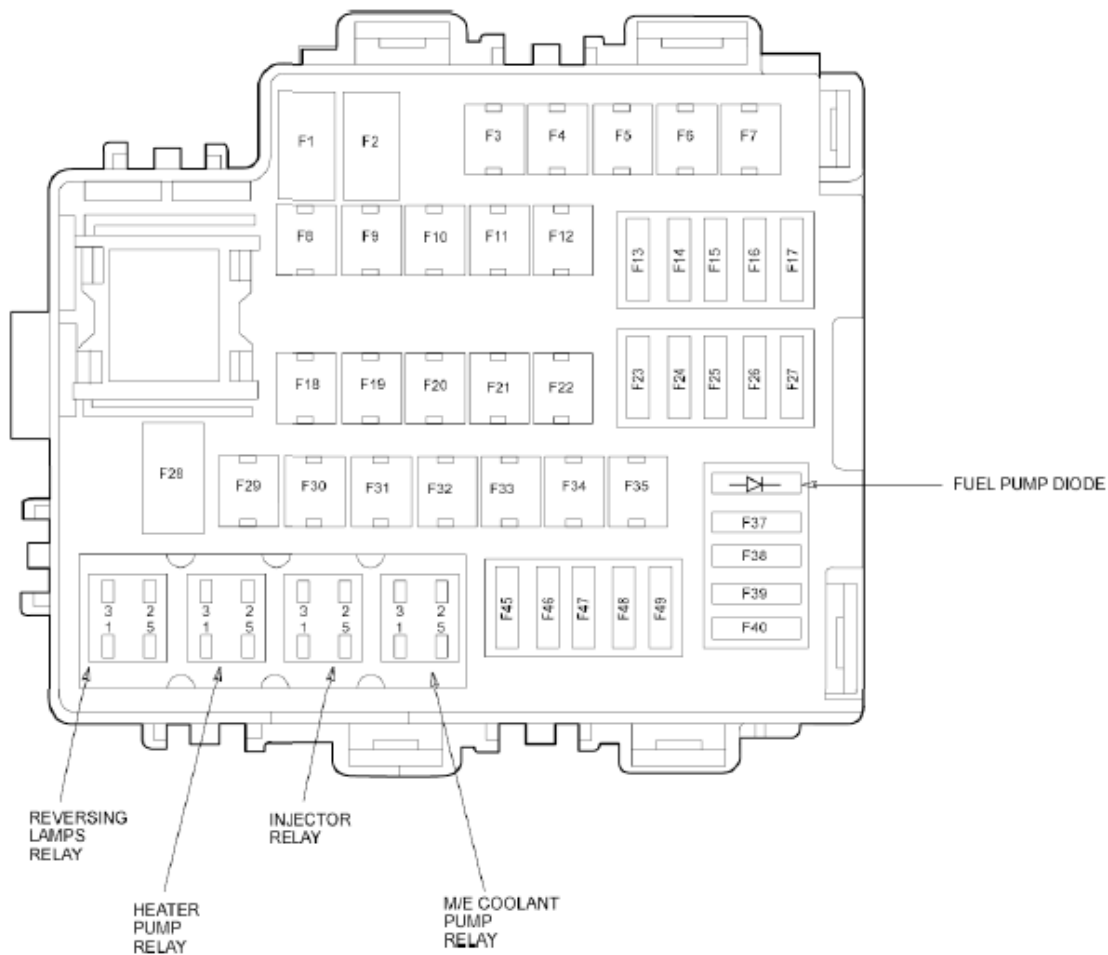 F1 F2 F3 F4 F5 F6 F7
F8 F9 F10 F11 F12
F13 F14 F15 F16 F17
F18 F19 F20 F21 F22
F23 F24 F25 F26 F27
F28
F29 F30 F31 F32 F33 F34 F35
FUEL PUMP DIODE
F37
F38
F39
F40
F45 F46 F47 F48 F49
3 2 3 2 3 2 3 2
1 5 1 5 1 5 1 5
REVERSING
LAMPS
RELAY
HEATER
PUMP
RELAY
INJECTOR
RELAY
M/E COOLANT
PUMP
RELAY